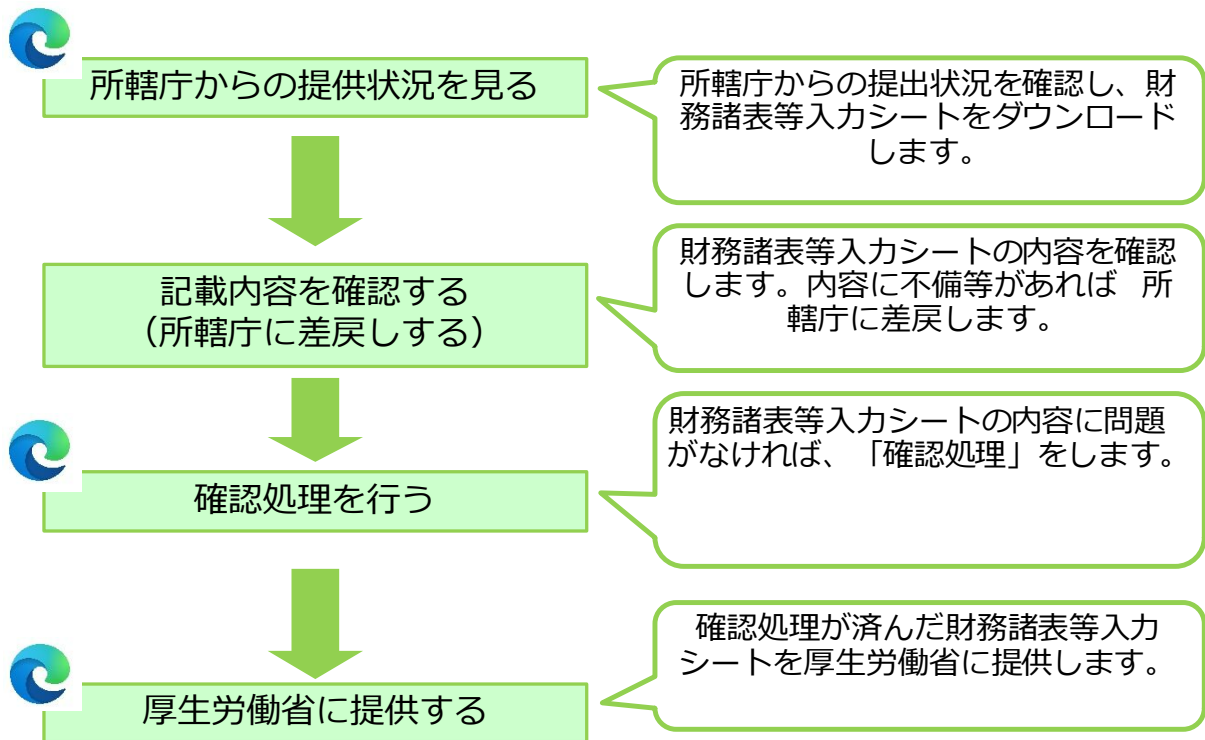 所轄庁からの提供状況を見る
所轄庁からの提出状況を確認し、財
務諸表等入力シートをダウンロード
します。
記載内容を確認する
（所轄庁に差戻しする）
財務諸表等入力シートの内容を確認
します。内容に不備等があれば 所
轄庁に差戻します。
確認処理を行う
財務諸表等入力シートの内容に問題
がなければ、「確認処理」をします。
厚生労働省に提供する
確認処理が済んだ財務諸表等入力
シートを厚生労働省に提供します。